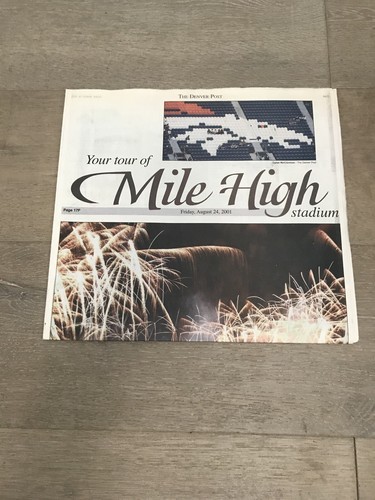 THE DENVER POST
Your tour of
Mile High
stadium
Page 17F
Friday, August 24, 2001